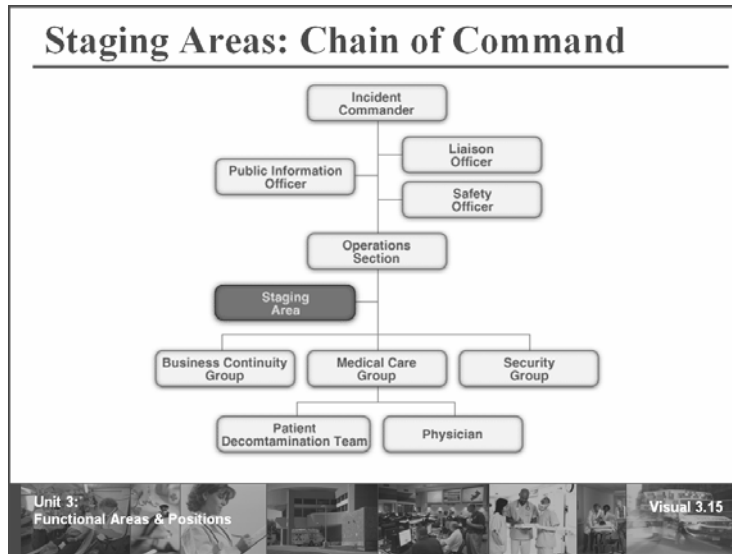 Staging Areas: Chain of Command
Incident
Commander
Liaison
Officer
Public Information
Officer
Safety
Officer
Operations
Section
Staging
Area
Business Continuity
Group
Medical Care
Group
Security
Group
Patient
Decomtamination Team
Physician
Unit 3:
Functional Areas & Positions
Visual 3.15